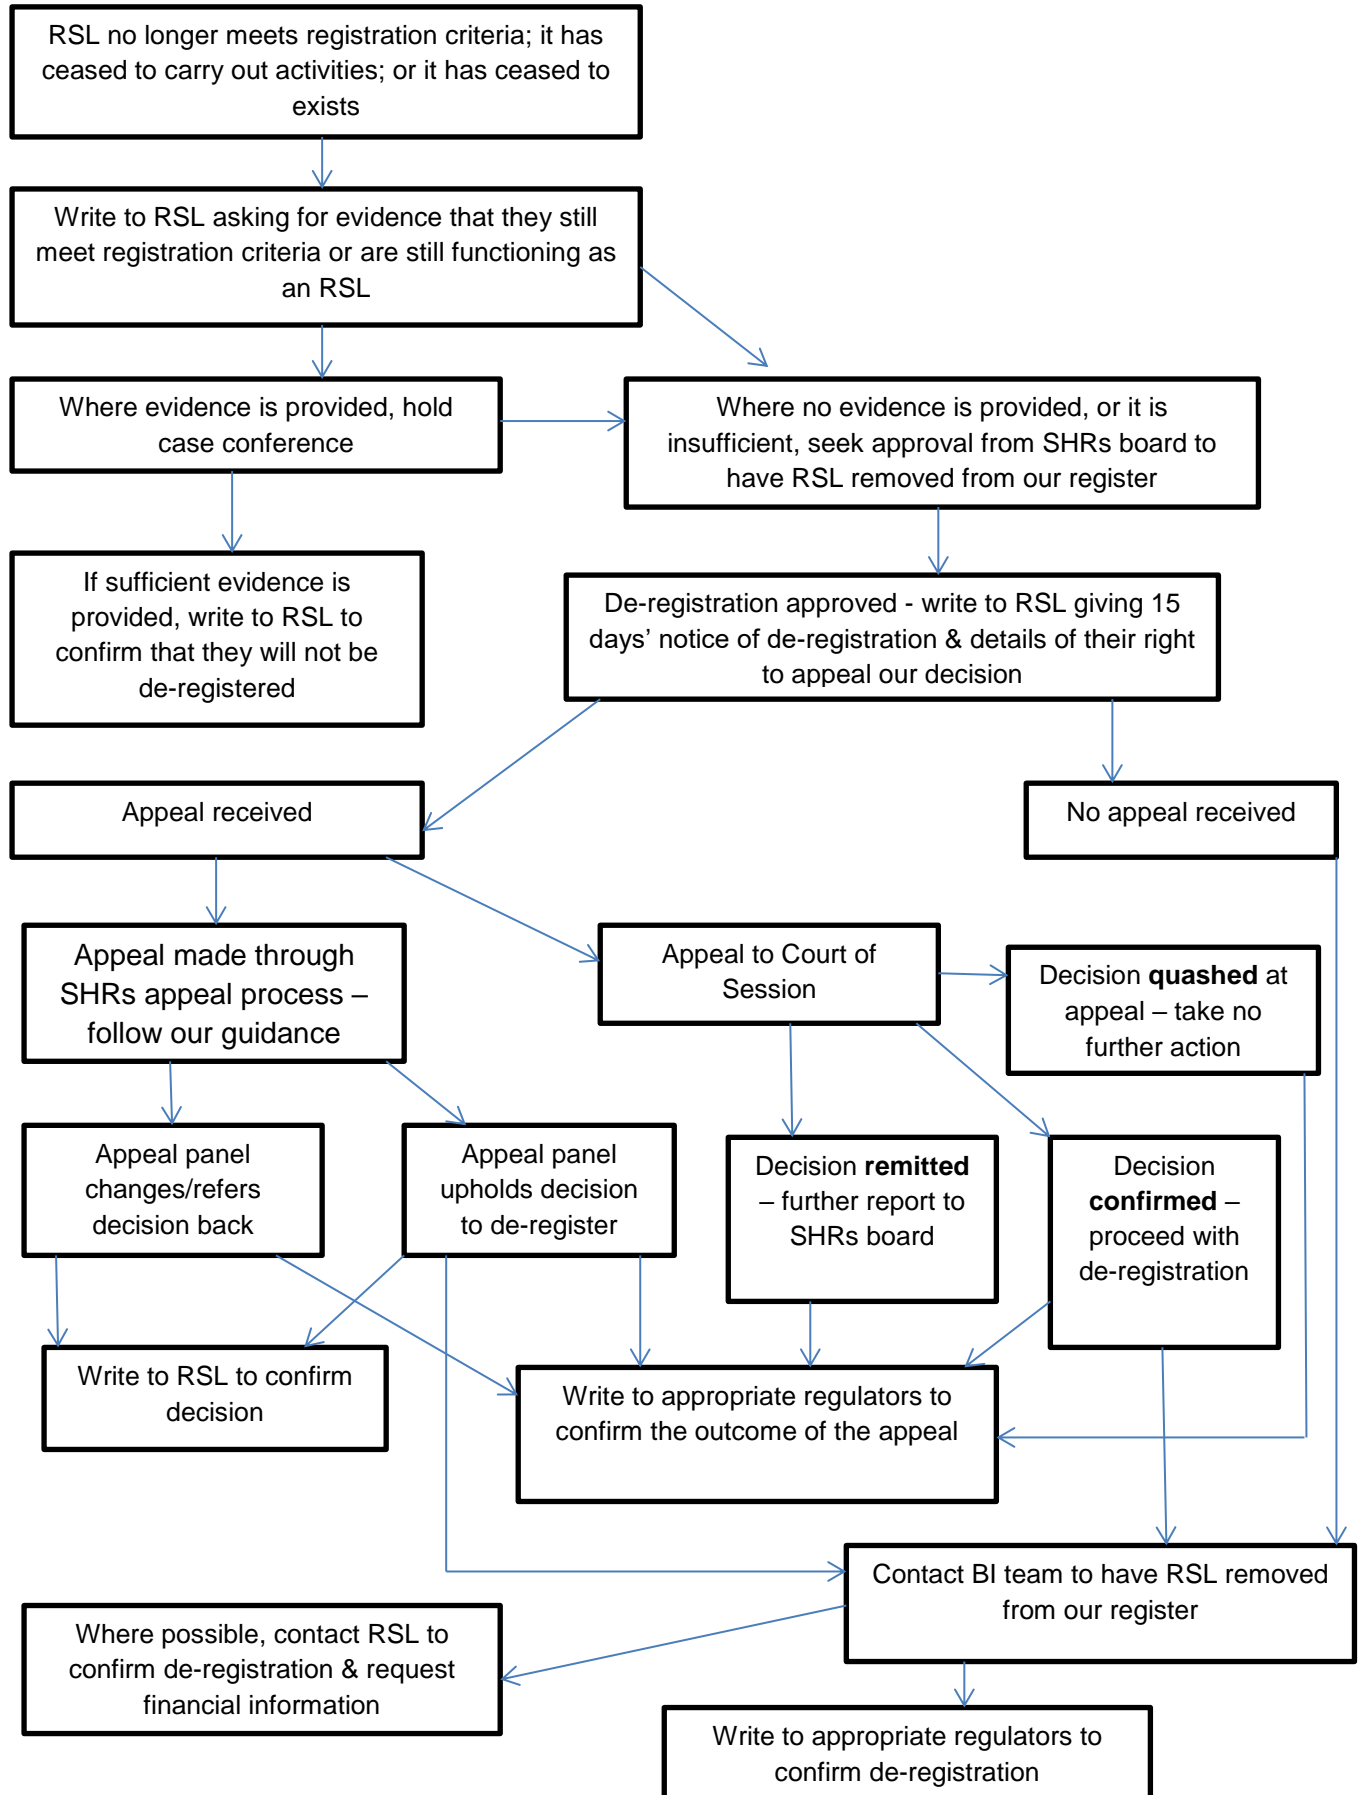 RSL no longer meets registration criteria; it has
ceased to carry out activities; or it has ceased to
exists
Write to RSL asking for evidence that they still
meet registration criteria or are still functioning as
an RSL
Where evidence is provided, hold
case conference
Where no evidence is provided, or it is
insufficient, seek approval from SHRs board to
have RSL removed from our register
If sufficient evidence is
provided, write to RSL to
confirm that they will not be
de-registered
De-registration approved - write to RSL giving 15
days’ notice of de-registration & details of their right
to appeal our decision
Appeal received
No appeal received
Appeal made through
SHRs appeal process –
follow our guidance
Appeal to Court of
Session
Decision quashed at
appeal – take no
further action
Appeal panel
changes/refers
decision back
Appeal panel
upholds decision
to de-register
Decision remitted
– further report to
SHRs board
Decision
confirmed –
proceed with
de-registration
Write to RSL to confirm
decision
Write to appropriate regulators to
confirm the outcome of the appeal
Contact BI team to have RSL removed
from our register
Where possible, contact RSL to
confirm de-registration & request
financial information
Write to appropriate regulators to
confirm de-registration